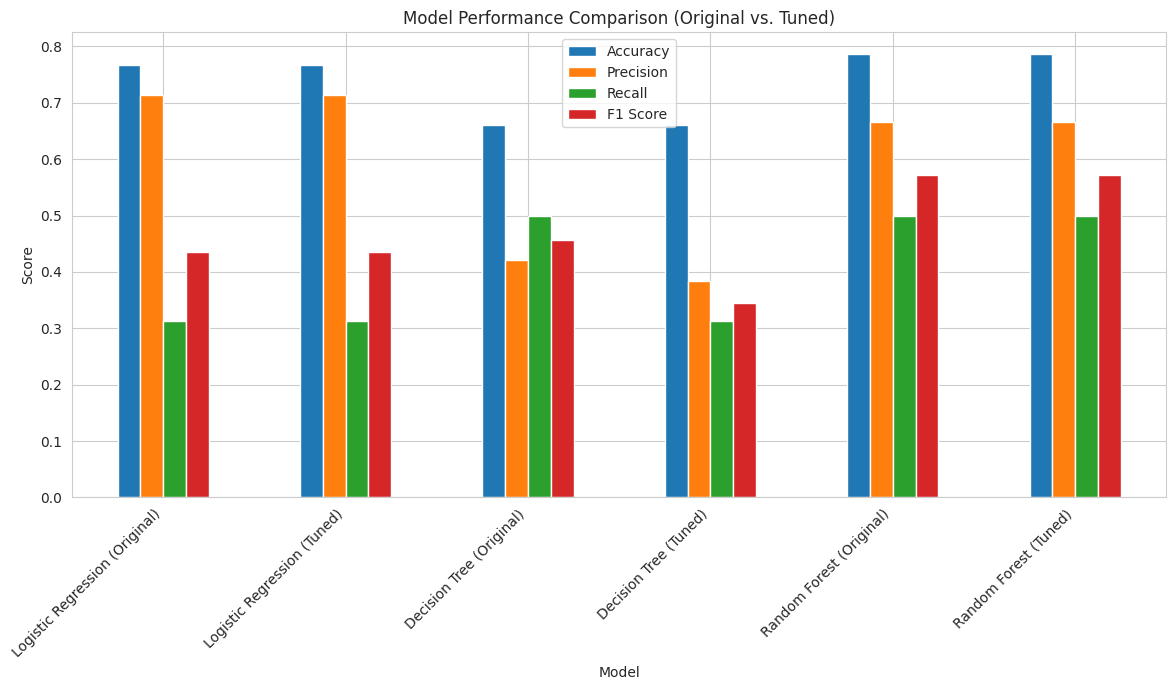 Model Performance Comparison (Original vs. Tuned)
Accuracy
Precision
Recall
F1 Score
Score
0.8
0.7
0.6
0.5
0.4
0.3
0.2
0.1
0.0
Logistic Regression (Original)
Logistic Regression (Tuned)
Decision Tree (Original)
Decision Tree (Tuned)
Random Forest (Original)
Random Forest (Tuned)
Model